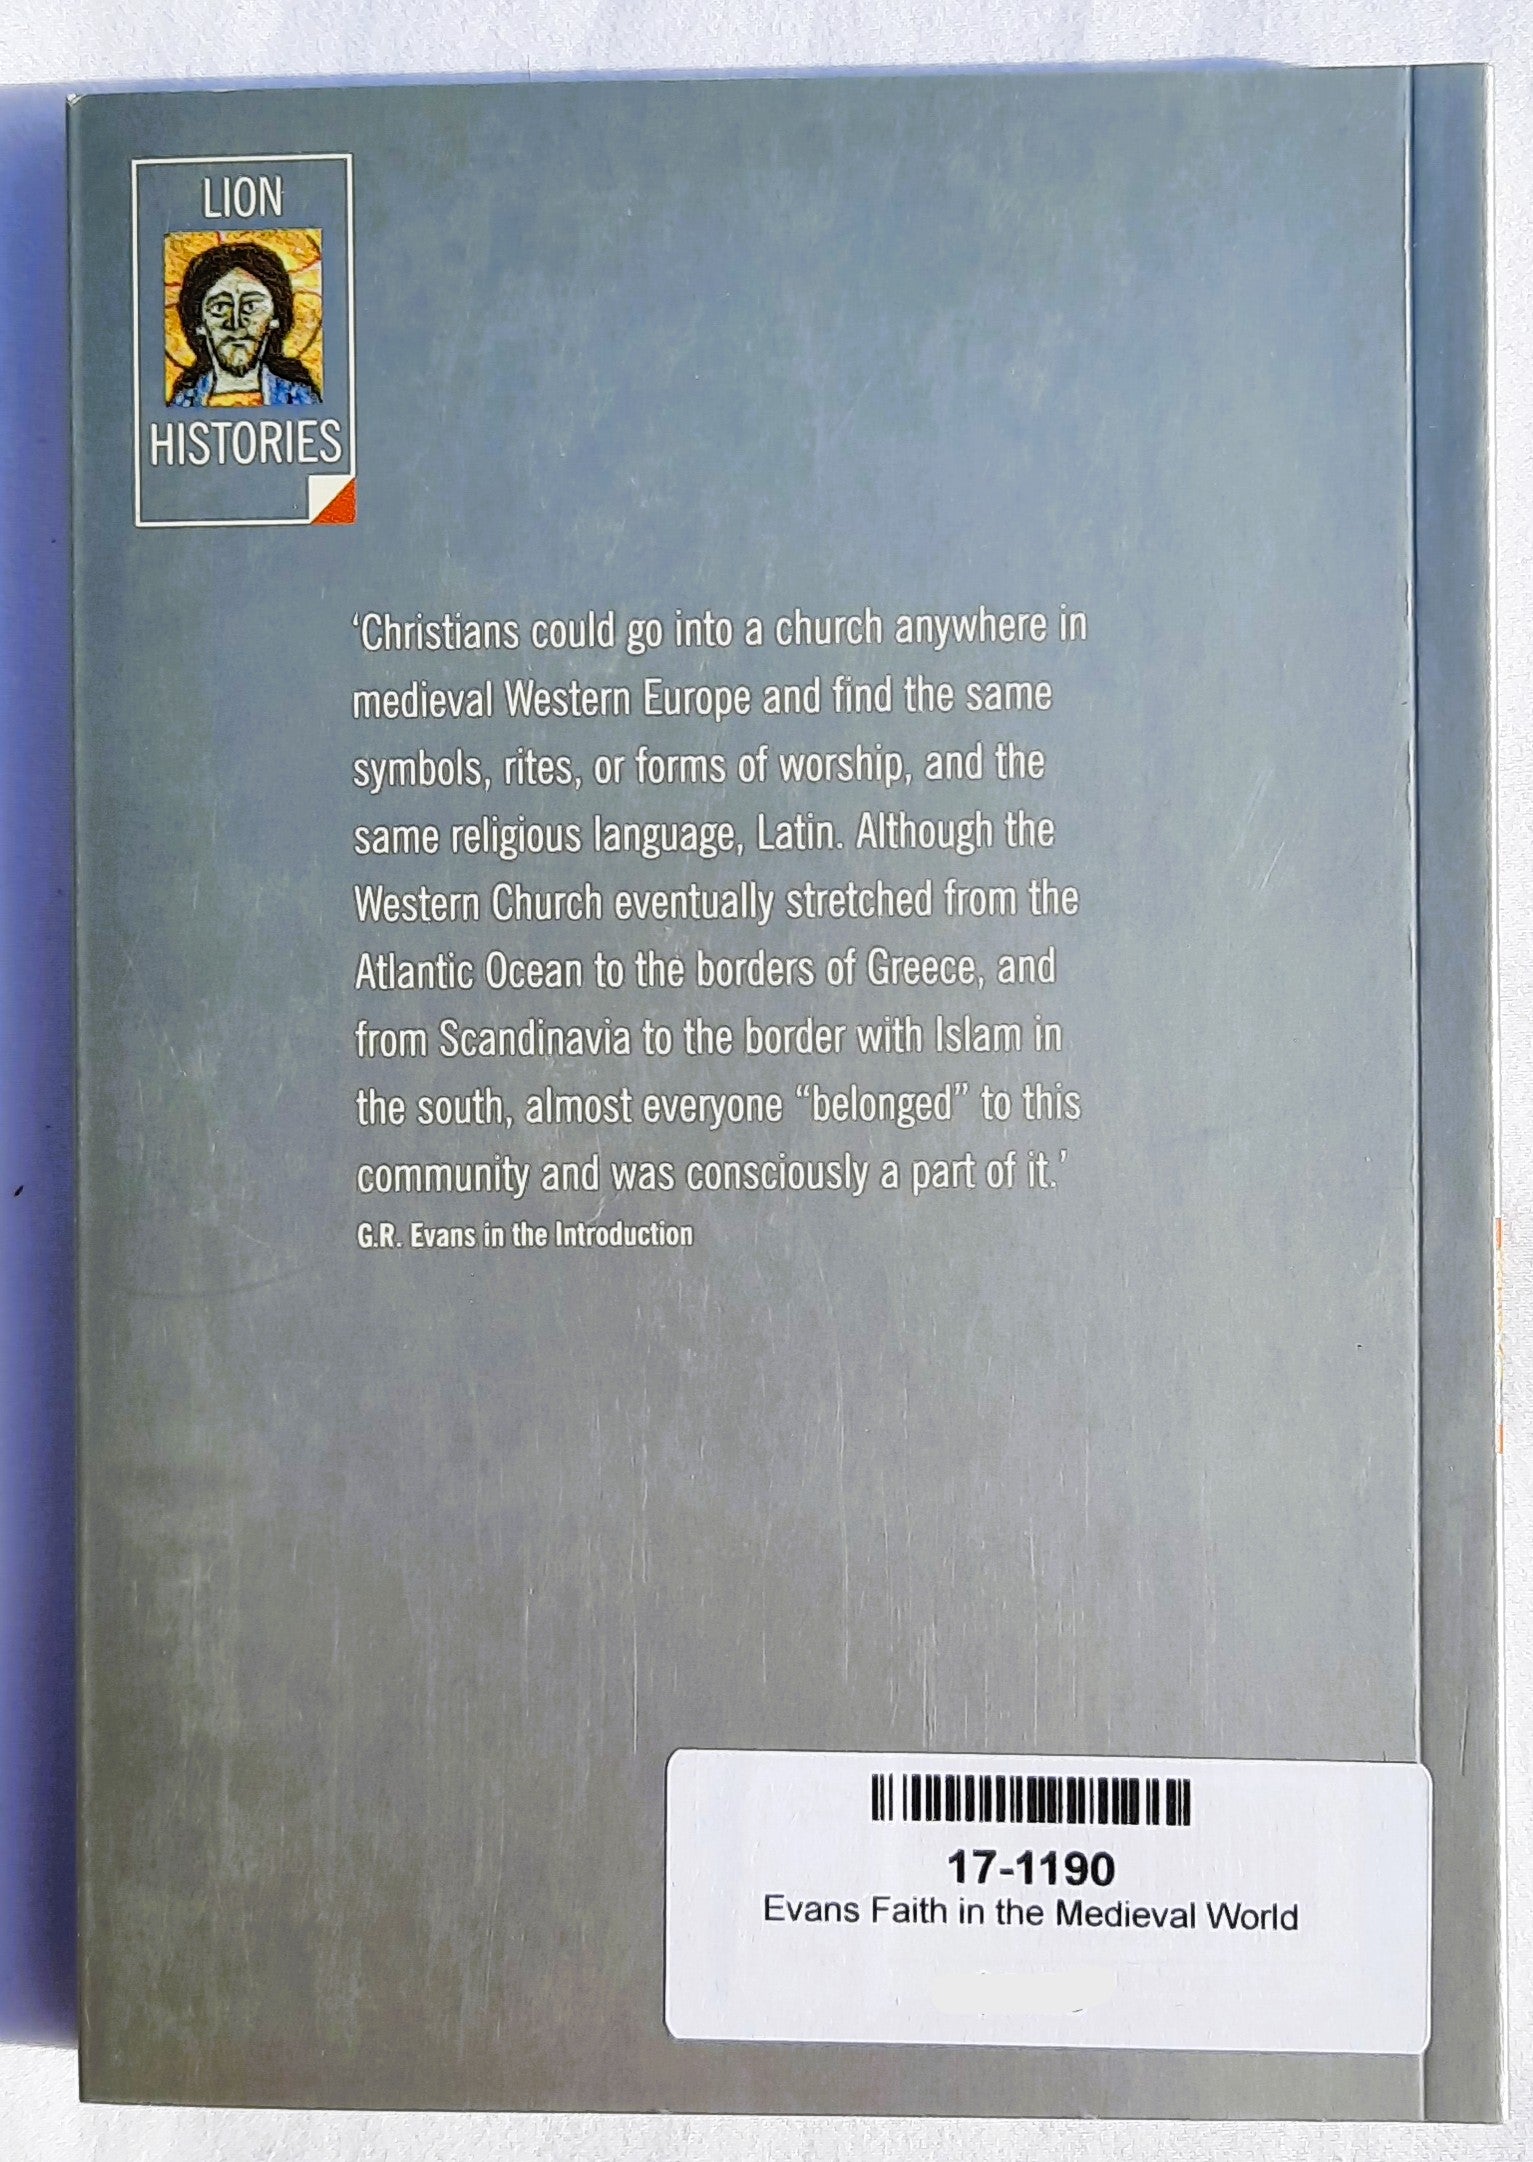 LION
HISTORIES
‘Christians could go into a church anywhere in
medieval Western Europe and find the same
symbols, rites, or forms of worship, and the
same religious language, Latin. Although the
Western Church eventually stretched from the
Atlantic Ocean to the borders of Greece, and
from Scandinavia to the border with Islam in
the south, almost everyone “belonged” to this
community and was consciously a part of it.’
G.R. Evans in the Introduction
17-1190
Evans Faith in the Medieval World